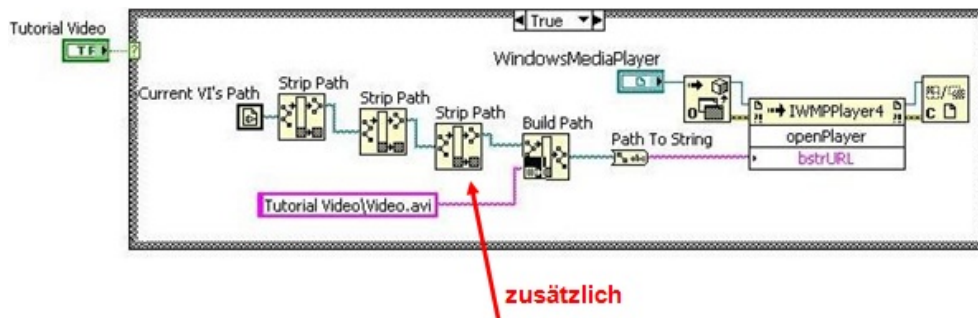 True
Tutorial Video
TF
?
WindowsMediaPlayer
Current VI's Path
Strip Path
Strip Path
Strip Path
Build Path
Path To String
IWMPPlayer4
openPlayer
bstrURL
Tutorial Video\Video.avi
zusätzlich